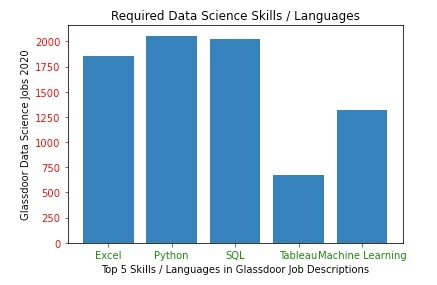 Required Data Science Skills / Languages
Glassdoor Data Science Jobs 2020
2000
1750
1500
1250
1000
750
500
250
0
Excel Python SQL Tableau Machine Learning
Top 5 Skills / Languages in Glassdoor Job Descriptions